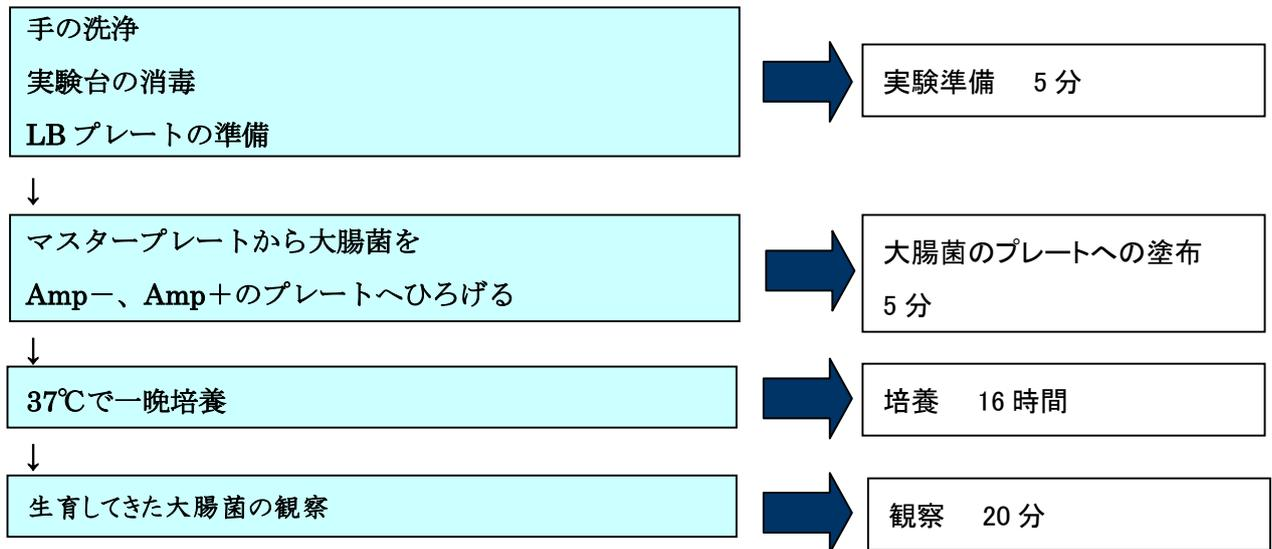 手の洗浄
実験台の消毒
LB プレートの準備
実験準備 5 分
↓
マスタープレートから大腸菌を
Amp－、Amp＋のプレートへひろげる
大腸菌のプレートへの塗布
5 分
↓
37℃で一晩培養
培養 16 時間
↓
生育してきた大腸菌の観察
観察 20 分